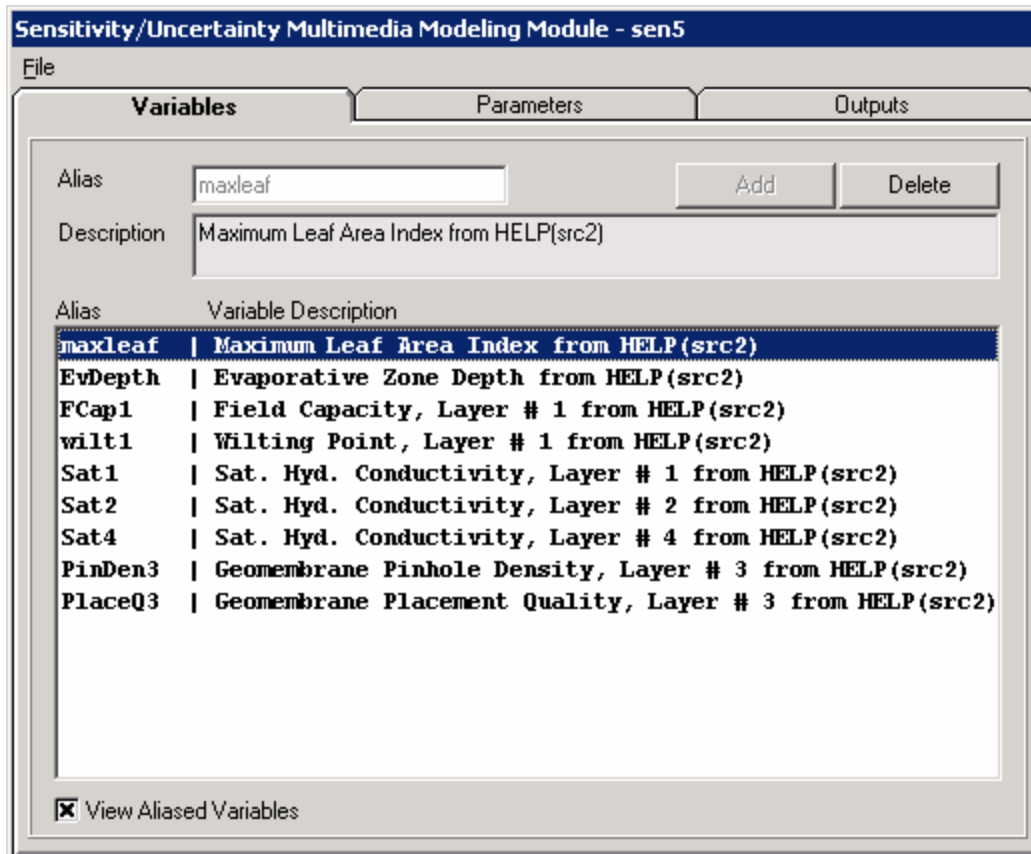 Sensitivity/Uncertainty Multimedia Modeling Module - sen5
File
Variables Parameters Outputs
Alias maxleaf Add Delete
Description Maximum Leaf Area Index from HELP(src2)
Alias Variable Description
maxleaf | Maximum Leaf Area Index from HELP(src2)
EvDepth | Evaporative Zone Depth from HELP(src2)
FCap1 | Field Capacity, Layer # 1 from HELP(src2)
wilt1 | Wilting Point, Layer # 1 from HELP(src2)
Sat1 | Sat. Hyd. Conductivity, Layer # 1 from HELP(src2)
Sat2 | Sat. Hyd. Conductivity, Layer # 2 from HELP(src2)
Sat4 | Sat. Hyd. Conductivity, Layer # 4 from HELP(src2)
PinDen3 | Geomembrane Pinhole Density, Layer # 3 from HELP(src2)
PlaceQ3 | Geomembrane Placement Quality, Layer # 3 from HELP(src2)
View Aliased Variables